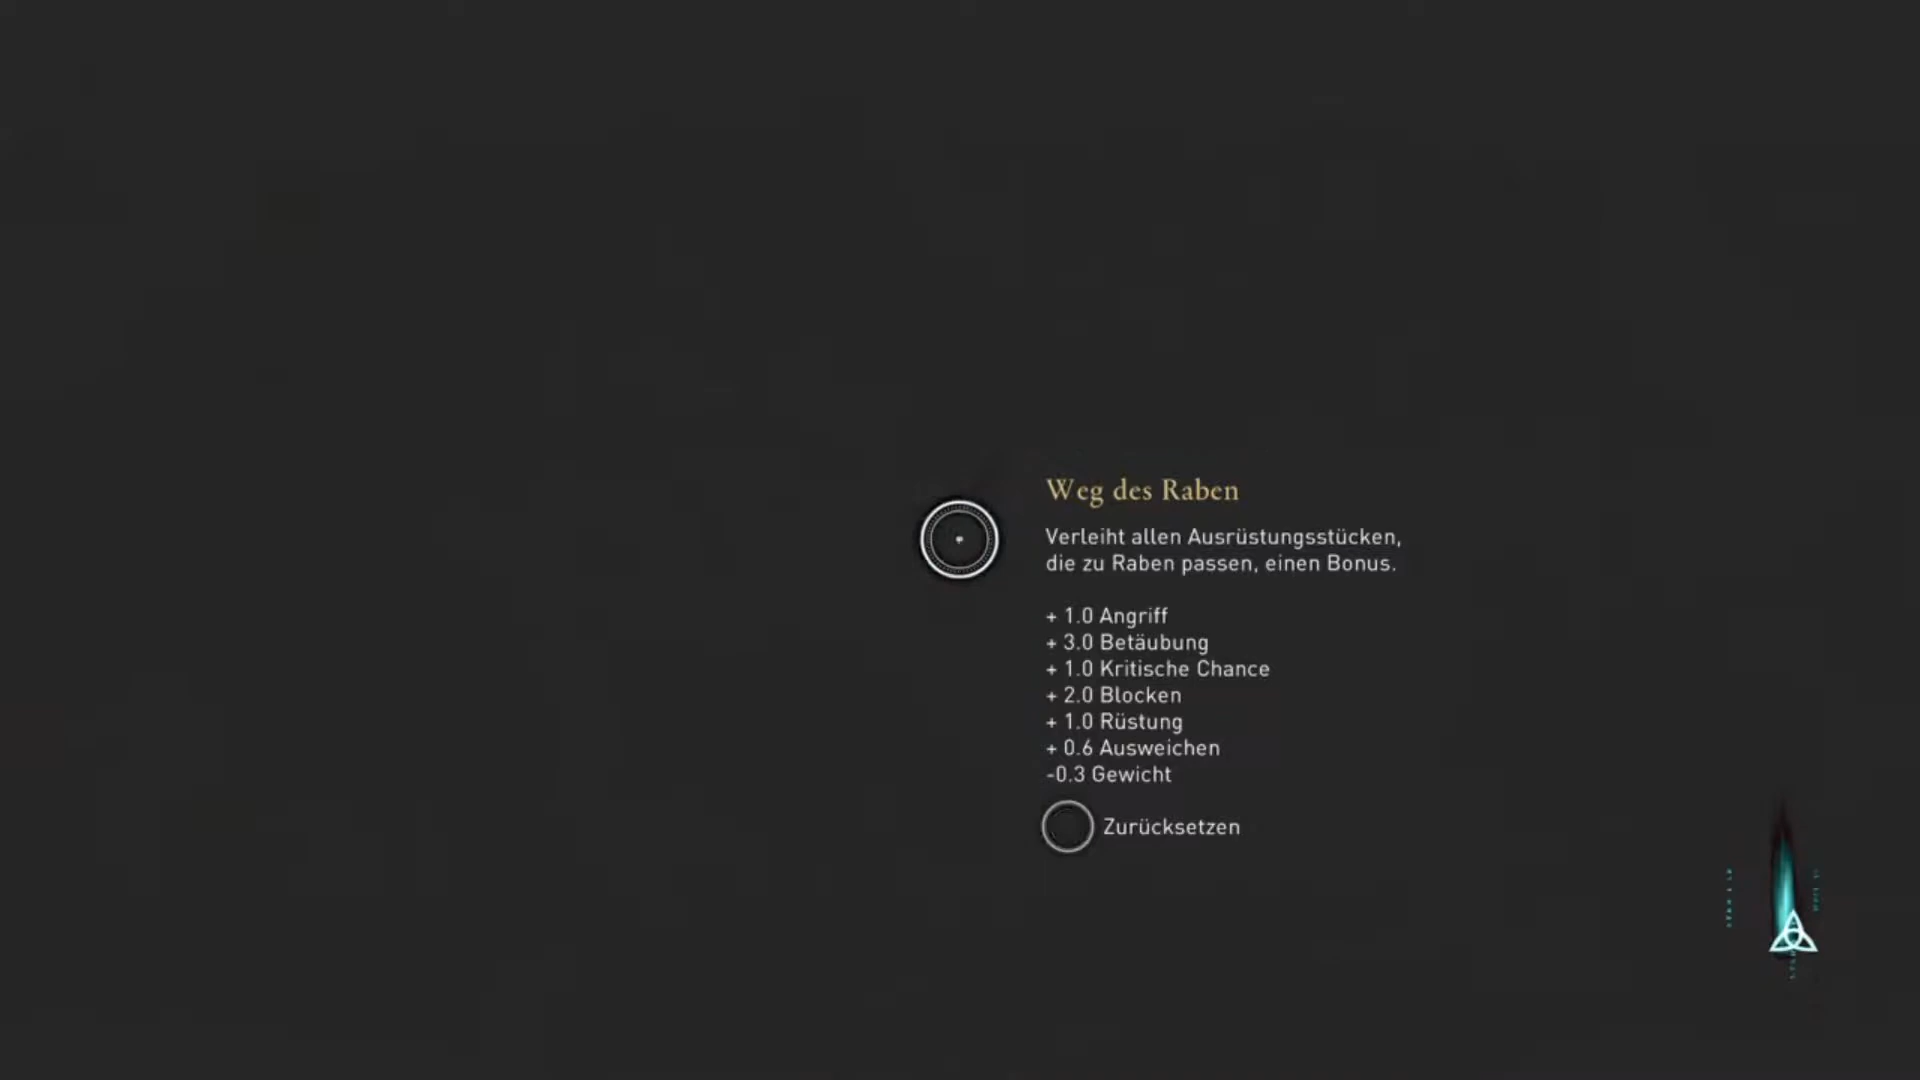 Weg des Raben
Verleiht allen Ausrüstungsstücken,
die zu Raben passen, einen Bonus.
+ 1.0 Angriff
+ 3.0 Betäubung
+ 1.0 Kritische Chance
+ 2.0 Blocken
+ 1.0 Rüstung
+ 0.6 Ausweichen
-0.3 Gewicht
Zurücksetzen